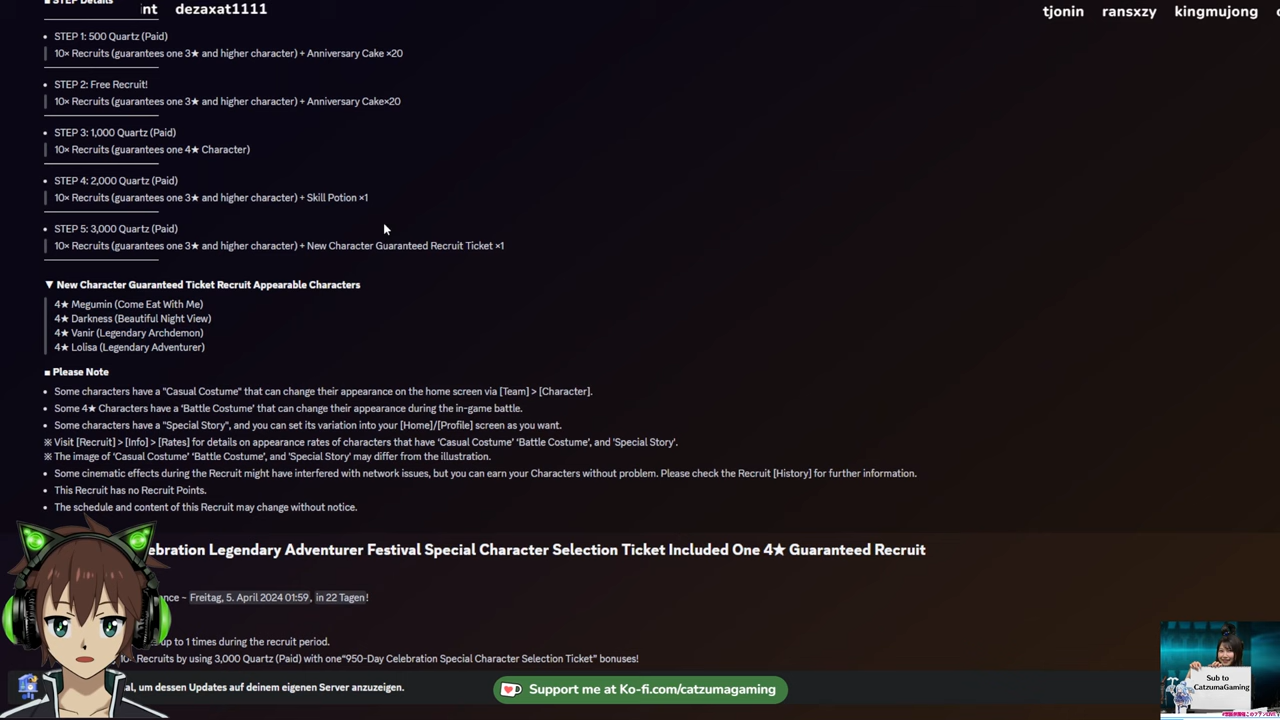 ■ STEP Details
int dezaxat1111
tjonin ransxzy kingmujong
• STEP 1: 500 Quartz (Paid)
10× Recruits (guarantees one 3★ and higher character) + Anniversary Cake ×20
• STEP 2: Free Recruit!
10× Recruits (guarantees one 3★ and higher character) + Anniversary Cake×20
• STEP 3: 1,000 Quartz (Paid)
10× Recruits (guarantees one 4★ Character)
• STEP 4: 2,000 Quartz (Paid)
10× Recruits (guarantees one 3★ and higher character) + Skill Potion ×1
• STEP 5: 3,000 Quartz (Paid)
10× Recruits (guarantees one 3★ and higher character) + New Character Guaranteed Recruit Ticket ×1
▼ New Character Guaranteed Ticket Recruit Appearable Characters
4★ Megumin (Come Eat With Me)
4★ Darkness (Beautiful Night View)
4★ Vanir (Legendary Archdemon)
4★ Lolisa (Legendary Adventurer)
■ Please Note
• Some characters have a "Casual Costume" that can change their appearance on the home screen via [Team] > [Character].
• Some 4★ Characters have a 'Battle Costume' that can change their appearance during the in-game battle.
• Some characters have a "Special Story", and you can set its variation into your [Home]/[Profile] screen as you want.
※ Visit [Recruit] > [Info] > [Rates] for details on appearance rates of characters that have 'Casual Costume' 'Battle Costume', and 'Special Story'.
※ The image of 'Casual Costume' 'Battle Costume', and 'Special Story' may differ from the illustration.
• Some cinematic effects during the Recruit might have interfered with network issues, but you can earn your Characters without problem. Please check the Recruit [History] for further information.
• This Recruit has no Recruit Points.
• The schedule and content of this Recruit may change without notice.
ebration Legendary Adventurer Festival Special Character Selection Ticket Included One 4★ Guaranteed Recruit
nce ~ Freitag, 5. April 2024 01:59, in 22 Tagen!
up to 1 times during the recruit period.
10× Recruits by using 3,000 Quartz (Paid) with one"950-Day Celebration Special Character Selection Ticket" bonuses!
al, um dessen Updates auf deinem eigenen Server anzuzeigen.
Support me at Ko-fi.com/catzumagaming
Sub to
CatzumaGaming